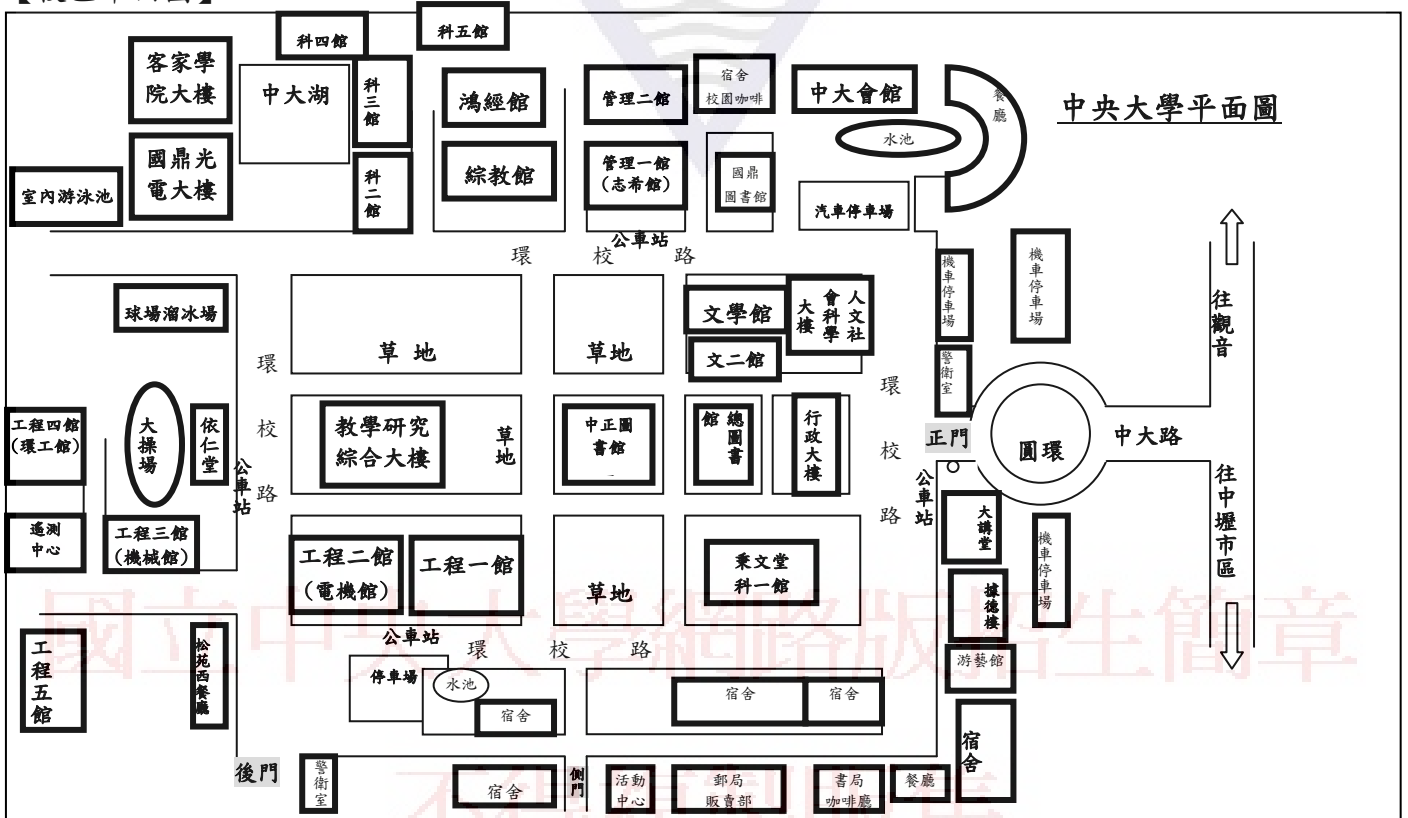 科四館
科五館
客家學
院大樓
中大湖
科三館
鴻經館
管理二館
宿舍
校園咖啡
中大會館
餐廳
水池
中央大學平面圖
室內游泳池
國鼎光
電大樓
科二館
綜教館
管理一館
(志希館)
國鼎
圖書館
汽車停車場
公車站
環校路
機車停車場
機車停車場
往觀音
球場溜冰場
草地
草地
文學館
文二館
人文社
會科學
大樓
警衛室
環校路
環校路
工程四館
(環工館)
大操場
依仁堂
公車站
教學研究
綜合大樓
草地
中正圖
書館
總圖書
館
行政大樓
正門
圓環
中大路
公車站
往中壢市區
遙測
中心
工程三館
(機械館)
工程二館
(電機館)
工程一館
草地
秉文堂
科一館
大講堂
機車停車場
據德樓
國立中央大學網路版招生簡章
公車站
環校路
游藝館
工程五館
松苑西餐廳
停車場
水池
宿舍
宿舍
宿舍
宿舍
後門
警衛室
宿舍
側門
活動
中心
郵局
販賣部
書局
咖啡廳
餐廳